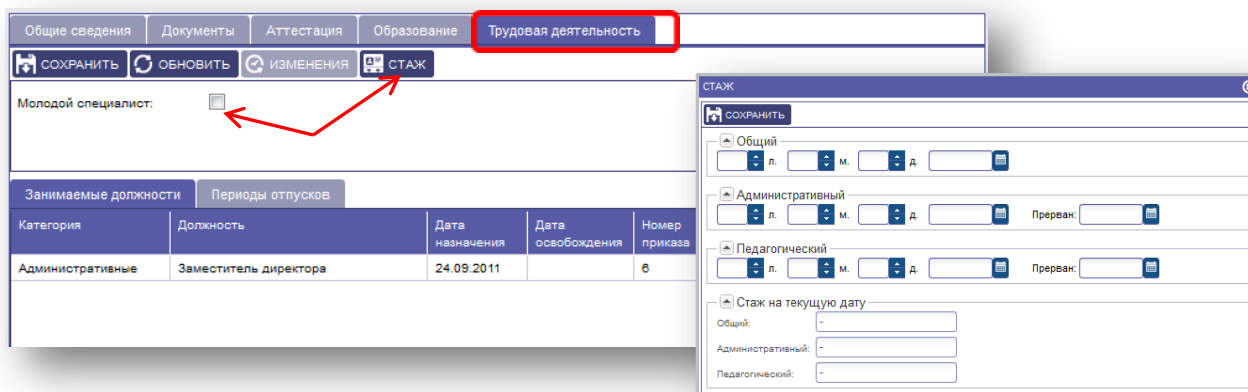 Общие сведения Документы Аттестация Образование Трудовая деятельность
СОХРАНИТЬ ОБНОВИТЬ ИЗМЕНЕНИЯ СТАЖ
Молодой специалист:
Занимаемые должности Периоды отпусков
Категория Должность Дата назначения Дата освобождения Номер приказа
Административные Заместитель директора 24.09.2011 6
СТАЖ
СОХРАНИТЬ
Общий
л. м. д.
Административный
л. м. д. Прерван:
Педагогический
л. м. д. Прерван:
Стаж на текущую дату
Общий: -
Административный: -
Педагогический: -